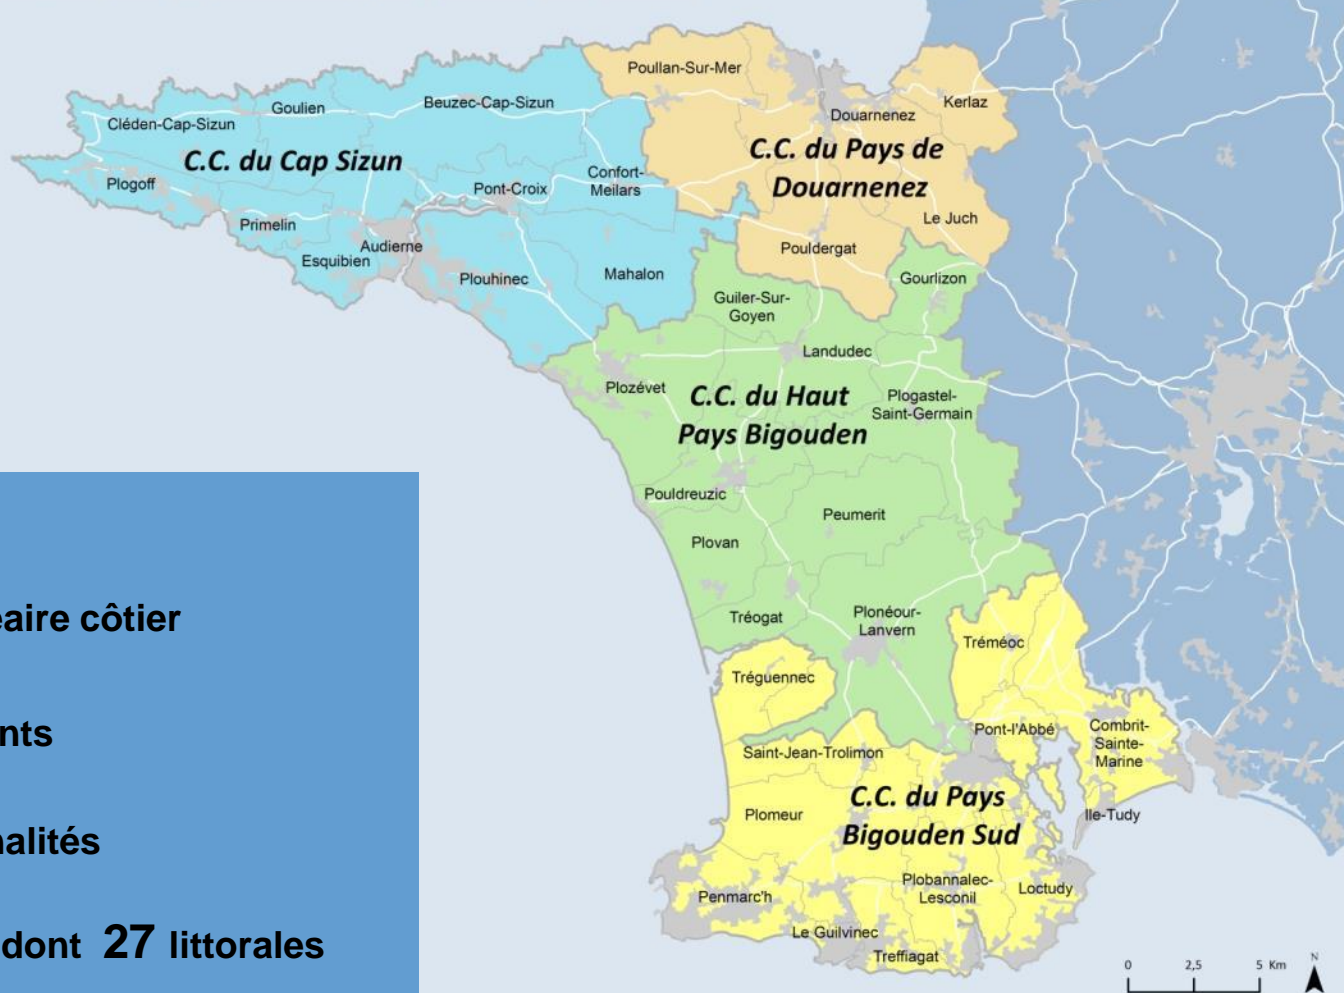 Poullan-Sur-Mer
Kerlaz
Beuzec-Cap-Sizun
Goulien
Douarnenez
Cléden-Cap-Sizun
C.C. du Cap Sizun
C.C. du Pays de
Douarnenez
Plogoff
Confort-
Meilars
Pont-Croix
Le Juch
Primelin
Audierne
Esquibien
Pouldergat
Plouhinec
Mahalon
Gourlizon
Guiler-Sur-
Goyen
Landudec
Plozévet
C.C. du Haut
Pays Bigouden
Plogastel-
Saint-Germain
Pouldreuzic
Peumerit
Plovan
Tréogat
Plonéour-
Lanvern
Tréméoc
Tréguennec
Pont-l'Abbé
Combrit-
Sainte-
Marine
Saint-Jean-Trolimon
C.C. du Pays
Bigouden Sud
Plomeur
Ile-Tudy
Plobannalec-
Lesconil
Loctudy
Penmarc'h
Le Guilvinec
Treffiagat
éaire côtier
nts
nalités
dont 27 littorales
0 2,5 5 Km
N